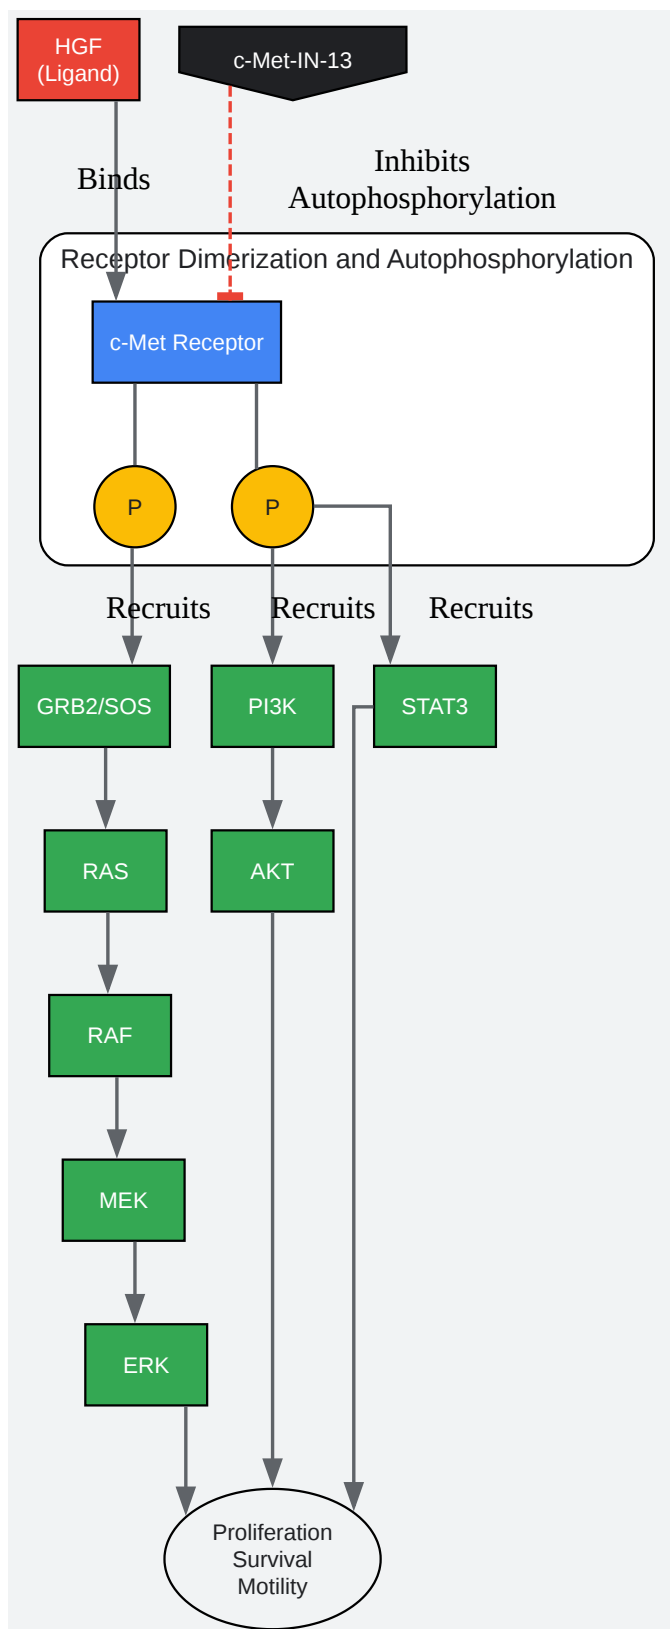 HGF
(Ligand)
c-Met-IN-13
Binds
Inhibits
Autophosphorylation
Receptor Dimerization and Autophosphorylation
c-Met Receptor
P
P
Recruits
Recruits
Recruits
GRB2/SOS
PI3K
STAT3
RAS
AKT
RAF
MEK
ERK
Proliferation
Survival
Motility